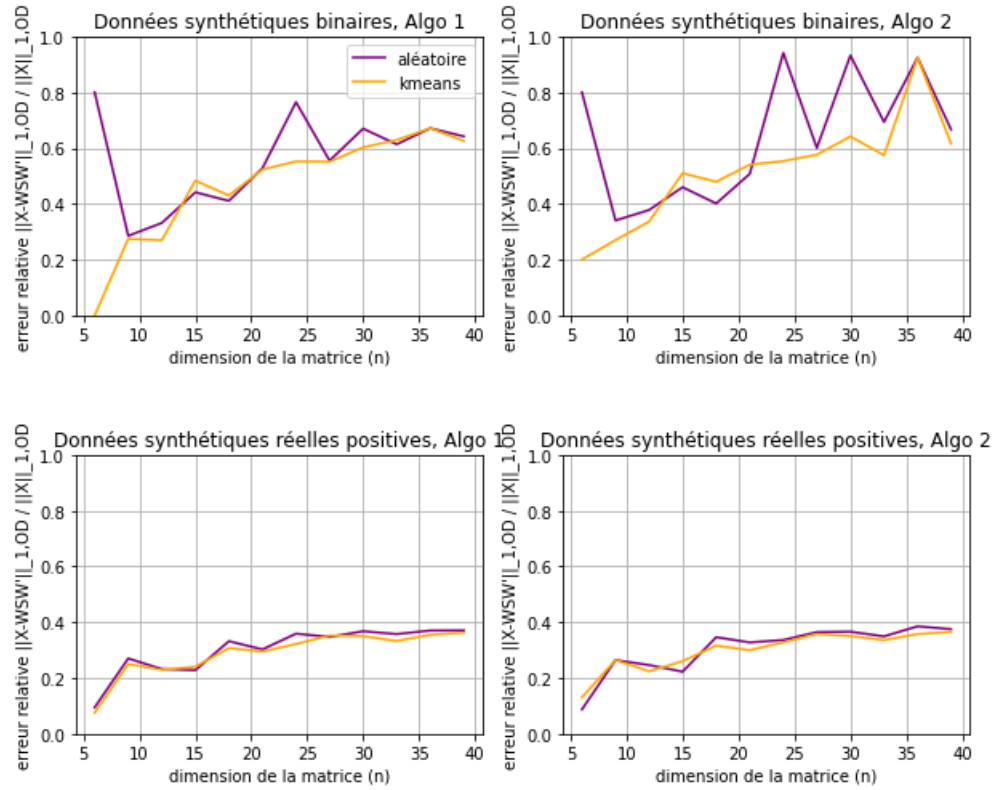 Données synthétiques binaires, Algo 1
erreur relative ||X-WSW'||_1,OD / ||X||_1,OD
1.0
0.8
0.6
0.4
0.2
0.0
aléatoire
kmeans
5 10 15 20 25 30 35 40
dimension de la matrice (n)
Données synthétiques binaires, Algo 2
erreur relative ||X-WSW'||_1,OD / ||X||_1,OD
1.0
0.8
0.6
0.4
0.2
0.0
5 10 15 20 25 30 35 40
dimension de la matrice (n)
Données synthétiques réelles positives, Algo 1
erreur relative ||X-WSW'||_1,OD / ||X||_1,OD
1.0
0.8
0.6
0.4
0.2
0.0
5 10 15 20 25 30 35 40
dimension de la matrice (n)
Données synthétiques réelles positives, Algo 2
erreur relative ||X-WSW'||_1,OD / ||X||_1,OD
1.0
0.8
0.6
0.4
0.2
0.0
5 10 15 20 25 30 35 40
dimension de la matrice (n)